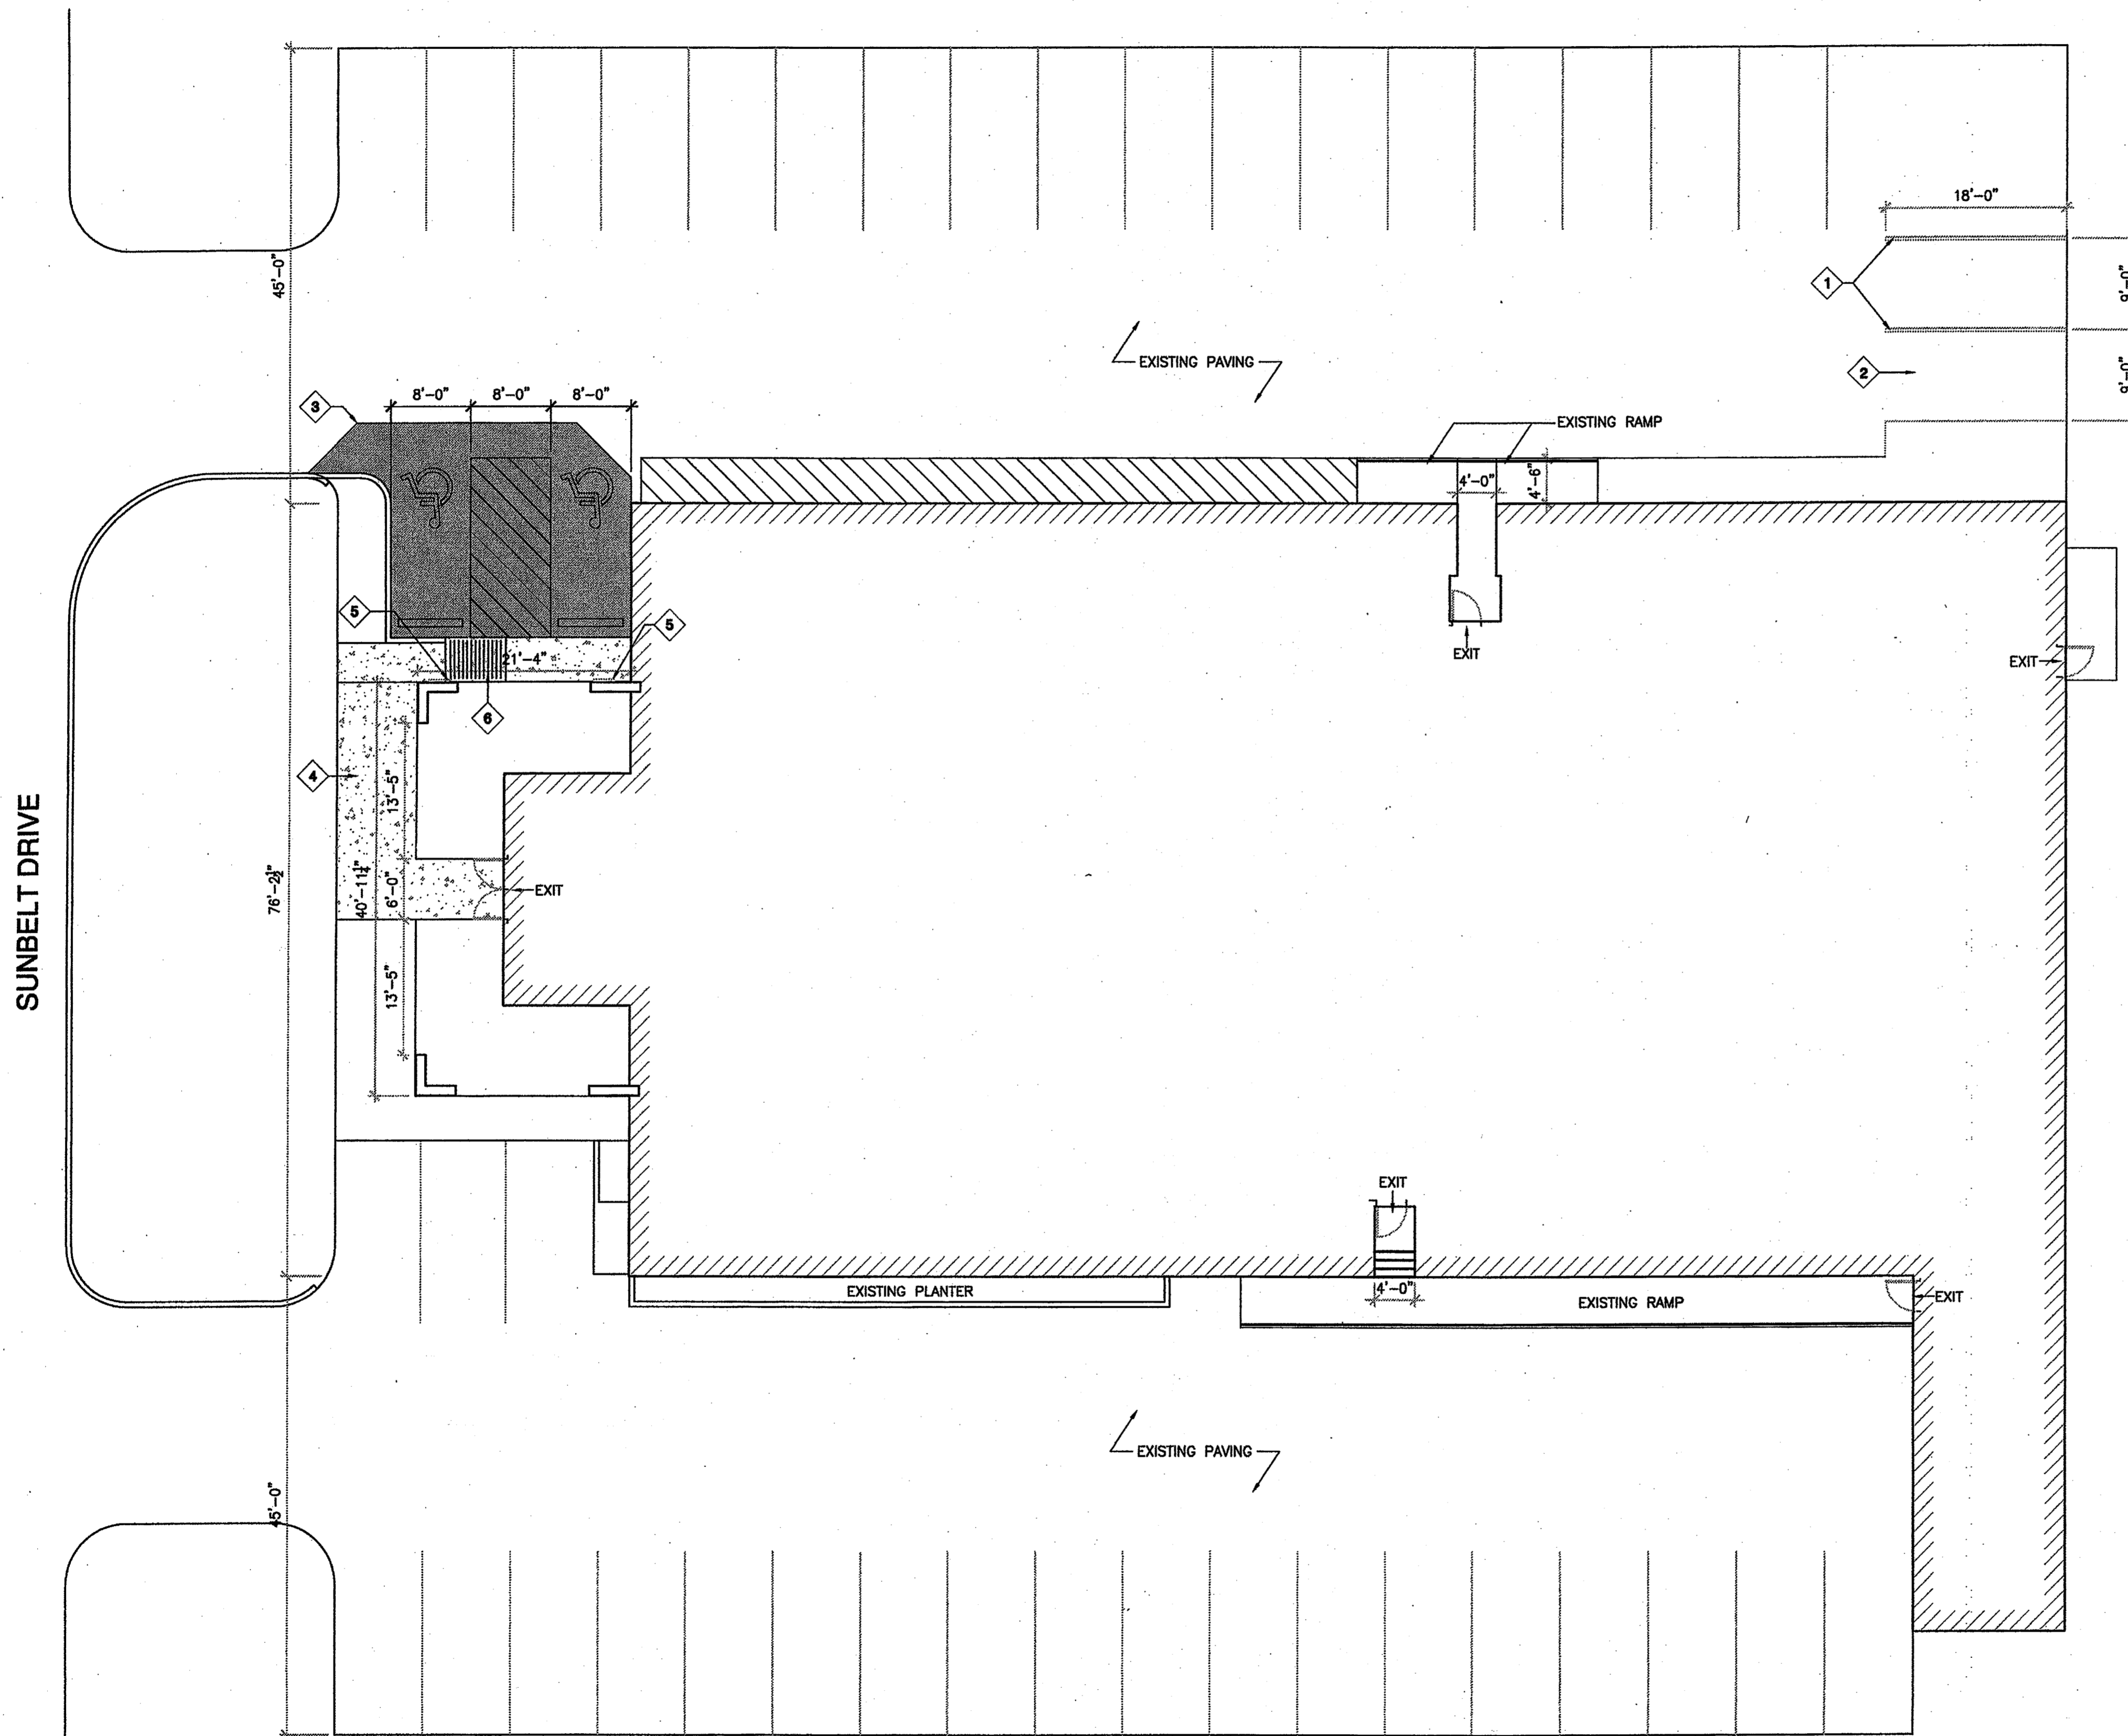 18'-0"
45'-0"
1
9'-0"
EXISTING PAVING
2
9'-0"
3
8'-0" 8'-0" 8'-0"
EXISTING RAMP
4'-0"
4'-6"
5
5
EXIT
EXIT
21'-4"
6
4
13'-5"
SUNBELT DRIVE
76'-2½"
40'-11½"
6'-0"
EXIT
13'-5"
EXIT
EXISTING PLANTER
4'-0"
EXISTING RAMP
EXIT
EXISTING PAVING
45'-0"